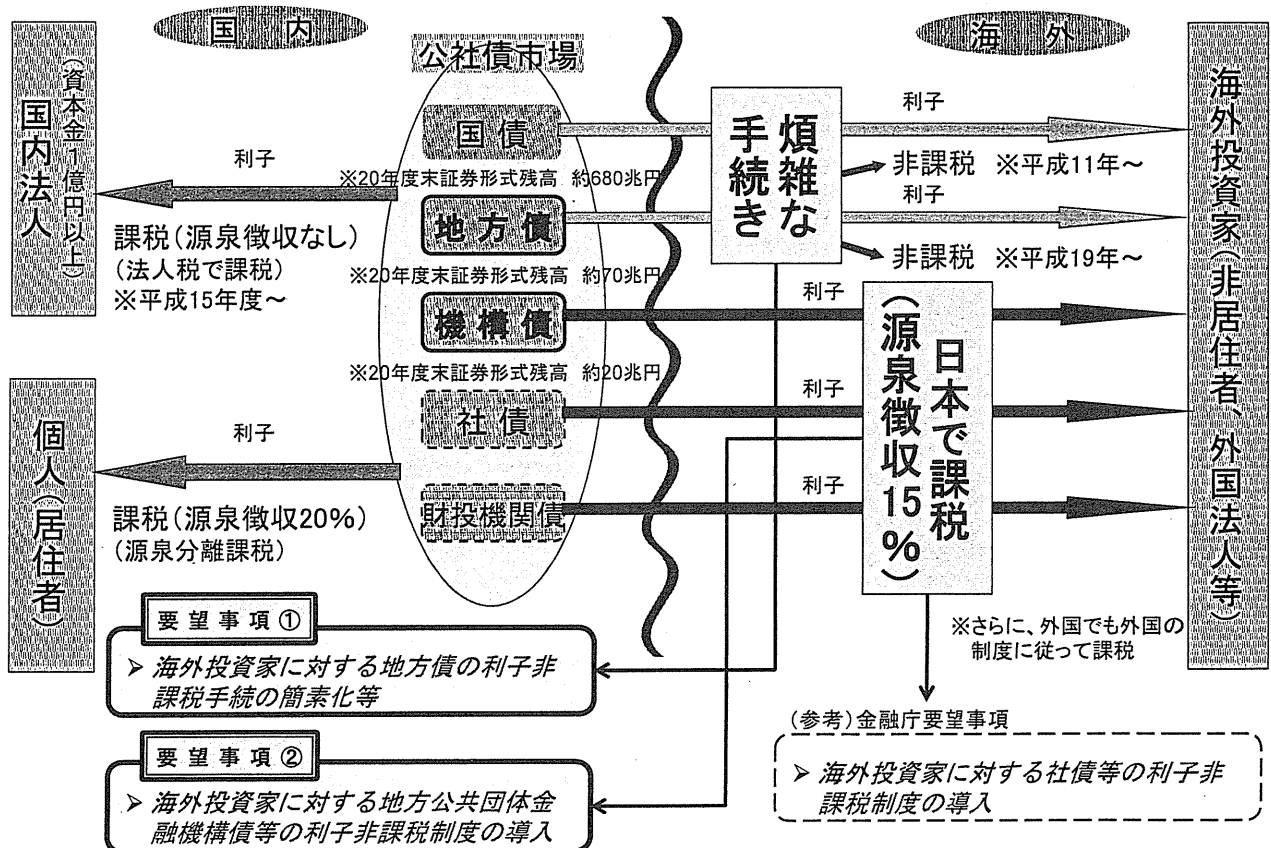 国内
海外
公社債市場
国内法人
(資本金1億円以上)
利子
課税(源泉徴収なし)
(法人税で課税)
※平成15年度~
個人(居住者)
利子
課税(源泉徴収20%)
(源泉分離課税)
国債
※20年度末証券形式残高 約680兆円
地方債
※20年度末証券形式残高 約70兆円
機構債
※20年度末証券形式残高 約20兆円
社債
財投機関債
煩雑な
手続き
利子
非課税 ※平成11年~
利子
非課税 ※平成19年~
利子
利子
利子
日本で課税
(源泉徴収15%)
海外投資家(非居住者、外国法人等)
※さらに、外国でも外国の
制度に従って課税
要望事項①
➢ 海外投資家に対する地方債の利子非
課税手続の簡素化等
要望事項②
➢ 海外投資家に対する地方公共団体金
融機構債等の利子非課税制度の導入
(参考)金融庁要望事項
➢ 海外投資家に対する社債等の利子非
課税制度の導入